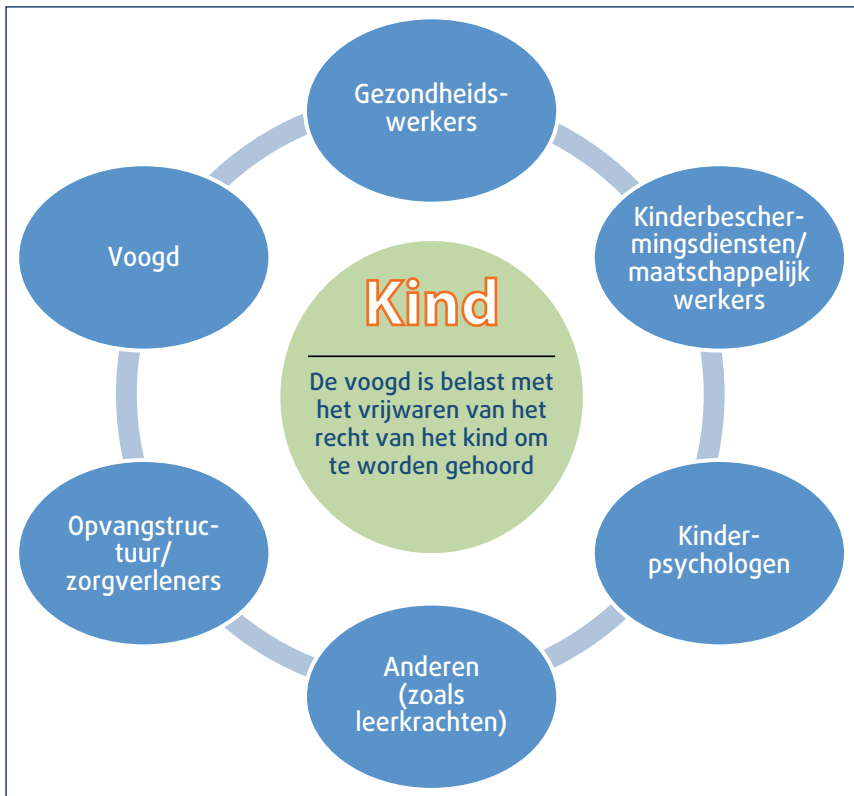 Gezondheids-
werkers
Kinderbescher-
mingsdiensten/
maatschappelijk
werkers
Voogd
Kind
De voogd is belast met
het vrijwaren van het
recht van het kind om
te worden gehoord
Opvangstruc-
tuur/
zorgverleners
Kinder-
psychologen
Anderen
(zoals
leerkrachten)